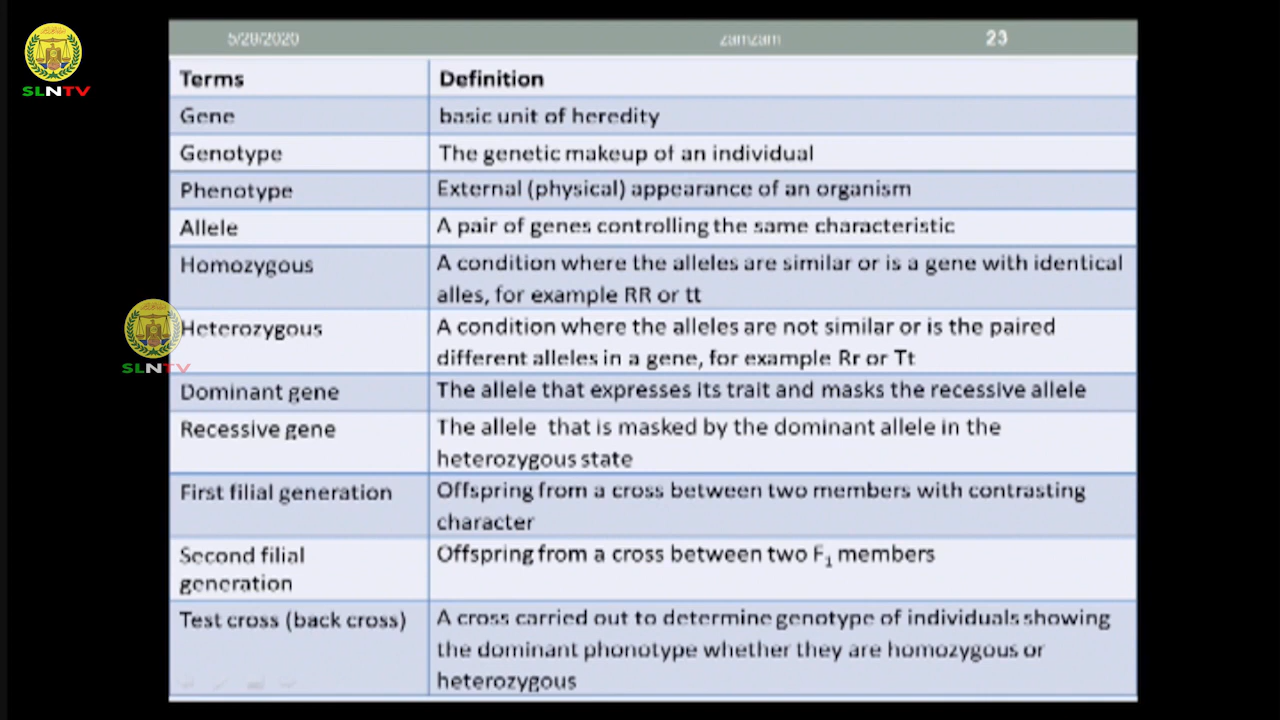 SLNTV
5/20/2020 zamzam 23
Terms Definition
Gene basic unit of heredity
Genotype The genetic makeup of an individual
Phenotype External (physical) appearance of an organism
Allele A pair of genes controlling the same characteristic
Homozygous A condition where the alleles are similar or is a gene with identical
alles, for example RR or tt
Heterozygous A condition where the alleles are not similar or is the paired
different alleles in a gene, for example Rr or Tt
SLNTV
Dominant gene The allele that expresses its trait and masks the recessive allele
Recessive gene The allele that is masked by the dominant allele in the
heterozygous state
First filial generation Offspring from a cross between two members with contrasting
character
Second filial Offspring from a cross between two F₁ members
generation
Test cross (back cross) A cross carried out to determine genotype of individuals showing
the dominant phonotype whether they are homozygous or
heterozygous